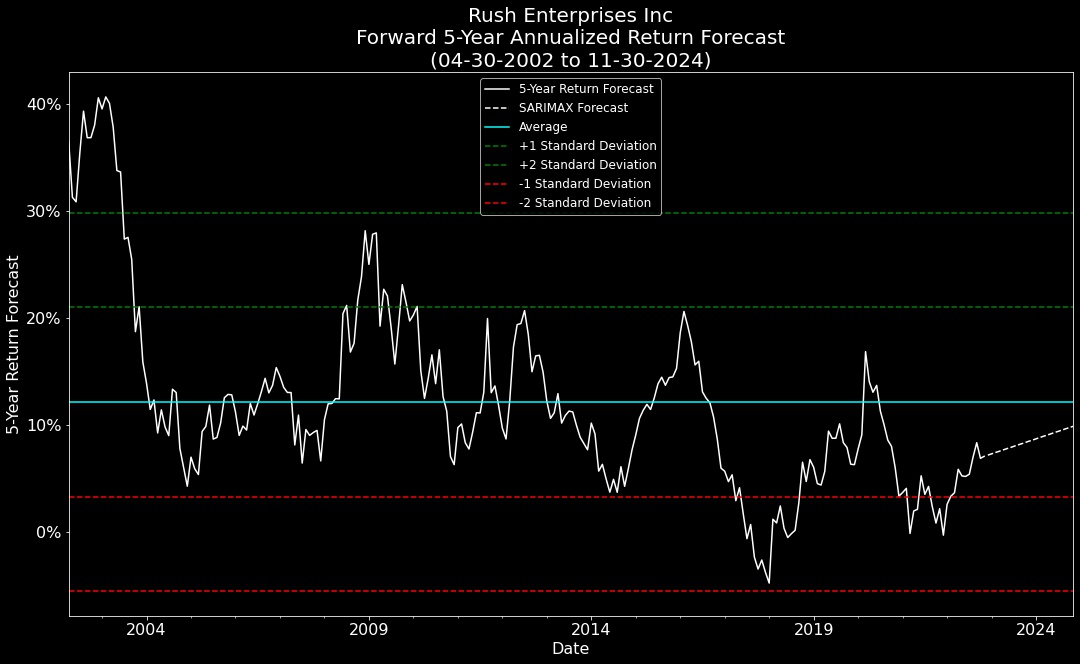 Rush Enterprises Inc
Forward 5-Year Annualized Return Forecast
(04-30-2002 to 11-30-2024)
5-Year Return Forecast
SARIMAX Forecast
Average
+1 Standard Deviation
+2 Standard Deviation
-1 Standard Deviation
-2 Standard Deviation
5-Year Return Forecast
40%
30%
20%
10%
0%
2004
2009
2014
2019
2024
Date